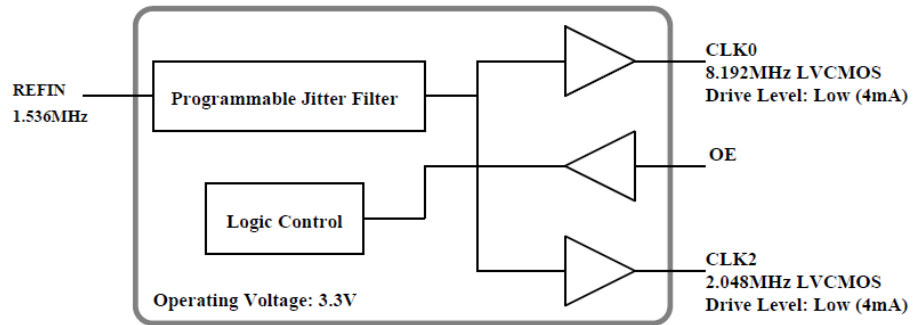 CLK0
8.192MHz LVCMOS
Drive Level: Low (4mA)
REFIN
1.536MHz
Programmable Jitter Filter
OE
Logic Control
CLK2
2.048MHz LVCMOS
Drive Level: Low (4mA)
Operating Voltage: 3.3V